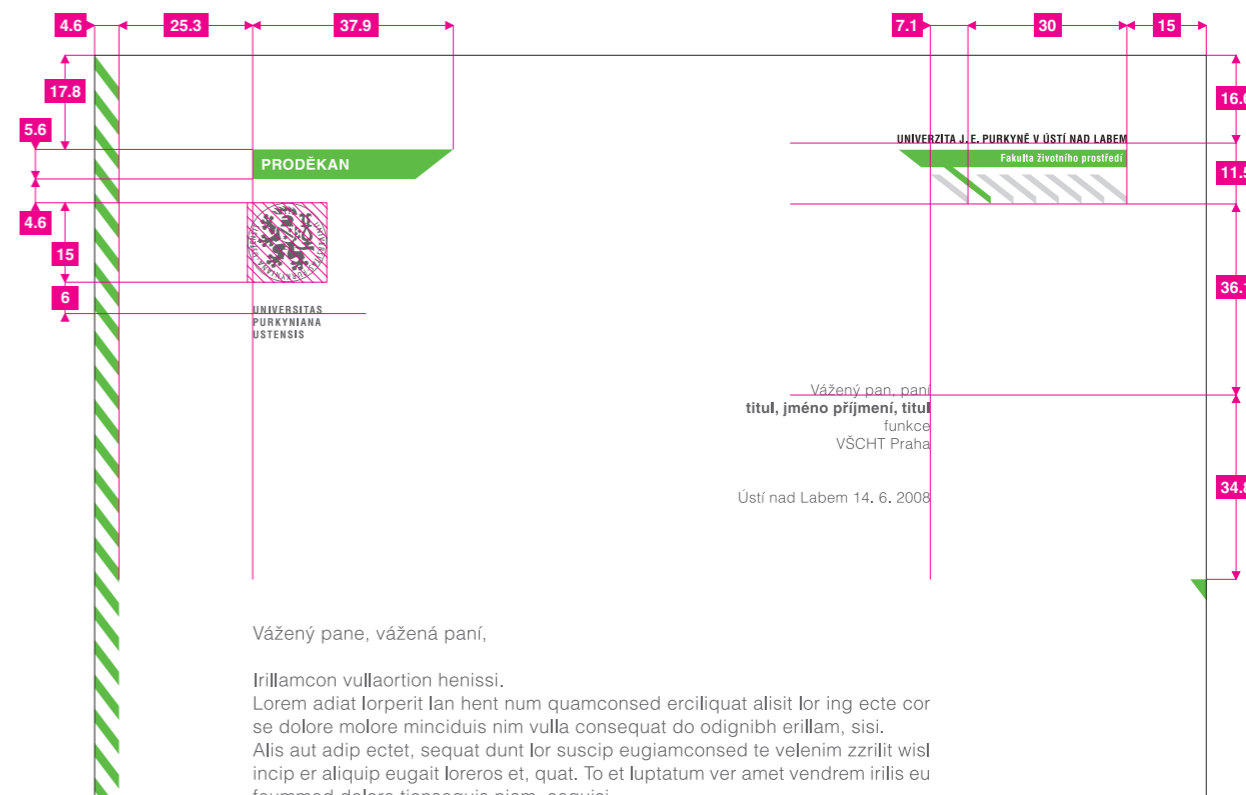 4.6 25.3 37.9 7.1 30 15
17.8
5.6
4.6
15
6
PRODĚKAN
UNIVERSITAS
PURKYNIANA
USTENSIS
UNIVERZITA J. E. PURKYNĚ V ÚSTÍ NAD LABEM
Fakulta životního prostředí
11.5
34.8
Vážený pan, paní
titul, jméno příjmení, titul
funkce
VŠCHT Praha
Ústí nad Labem 14. 6. 2008
Vážený pane, vážená paní,
Irillamcon vullaortion henissi.
Lorem adiat lorperit lan hent num quamconsed erciliquat alisit lor ing ecte cor
se dolore molore minciduis nim vulla consequat do odignibh erillam, sisi.
Alis aut adip ectet, sequat dunt lor suscip eugiamconsed te velenim zzrilit wisl
incip er aliquip eugait loreros et, quat. To et luptatum ver amet vendrem irilis eu